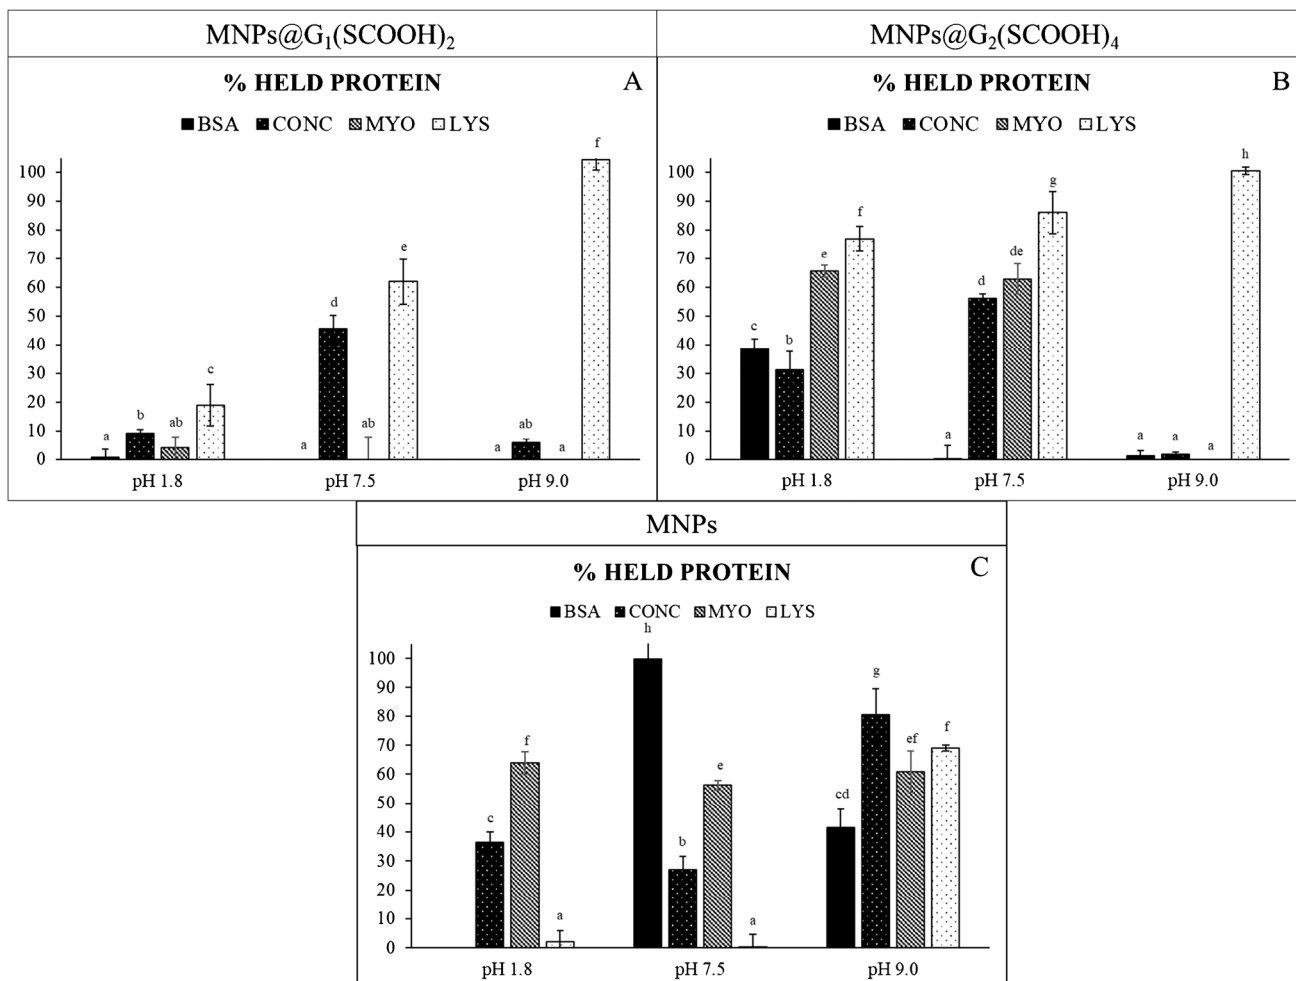 MNPs@G₁(SCOOH)₂
% HELD PROTEIN
A
BSA CONC MYO LYS
f
100
90
80
70
60
50
40
30
20
10
0
a b ab c
a d ab e
a ab a
pH 1.8 pH 7.5 pH 9.0
MNPs@G₂(SCOOH)₄
% HELD PROTEIN
B
BSA CONC MYO LYS
100
90
80
70
60
50
40
30
20
10
0
c b e f
a d de g
a a a h
pH 1.8 pH 7.5 pH 9.0
MNPs
% HELD PROTEIN
C
BSA CONC MYO LYS
100
90
80
70
60
50
40
30
20
10
0
c f a
h b e a
cd g ef f
pH 1.8 pH 7.5 pH 9.0